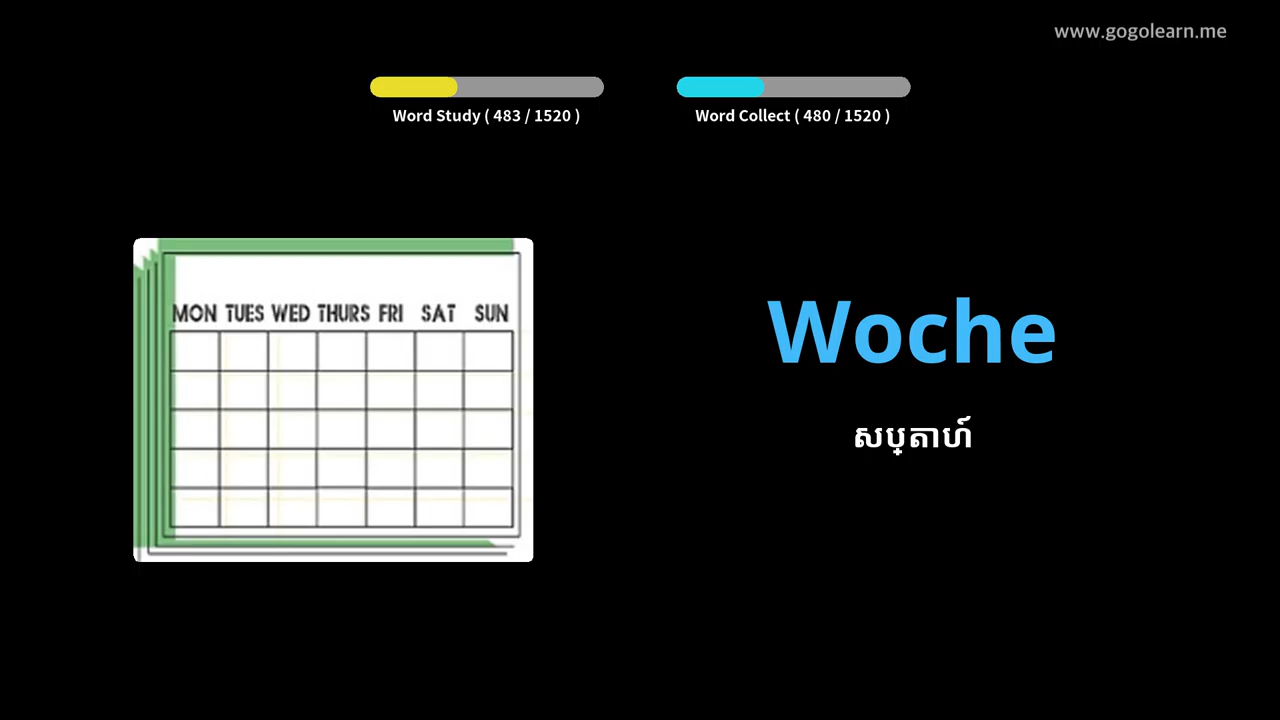 www.gogolearn.me
Word Study ( 483 / 1520 )
Word Collect ( 480 / 1520 )
MON TUES WED THURS FRI SAT SUN
Woche
សប្តាហ៍